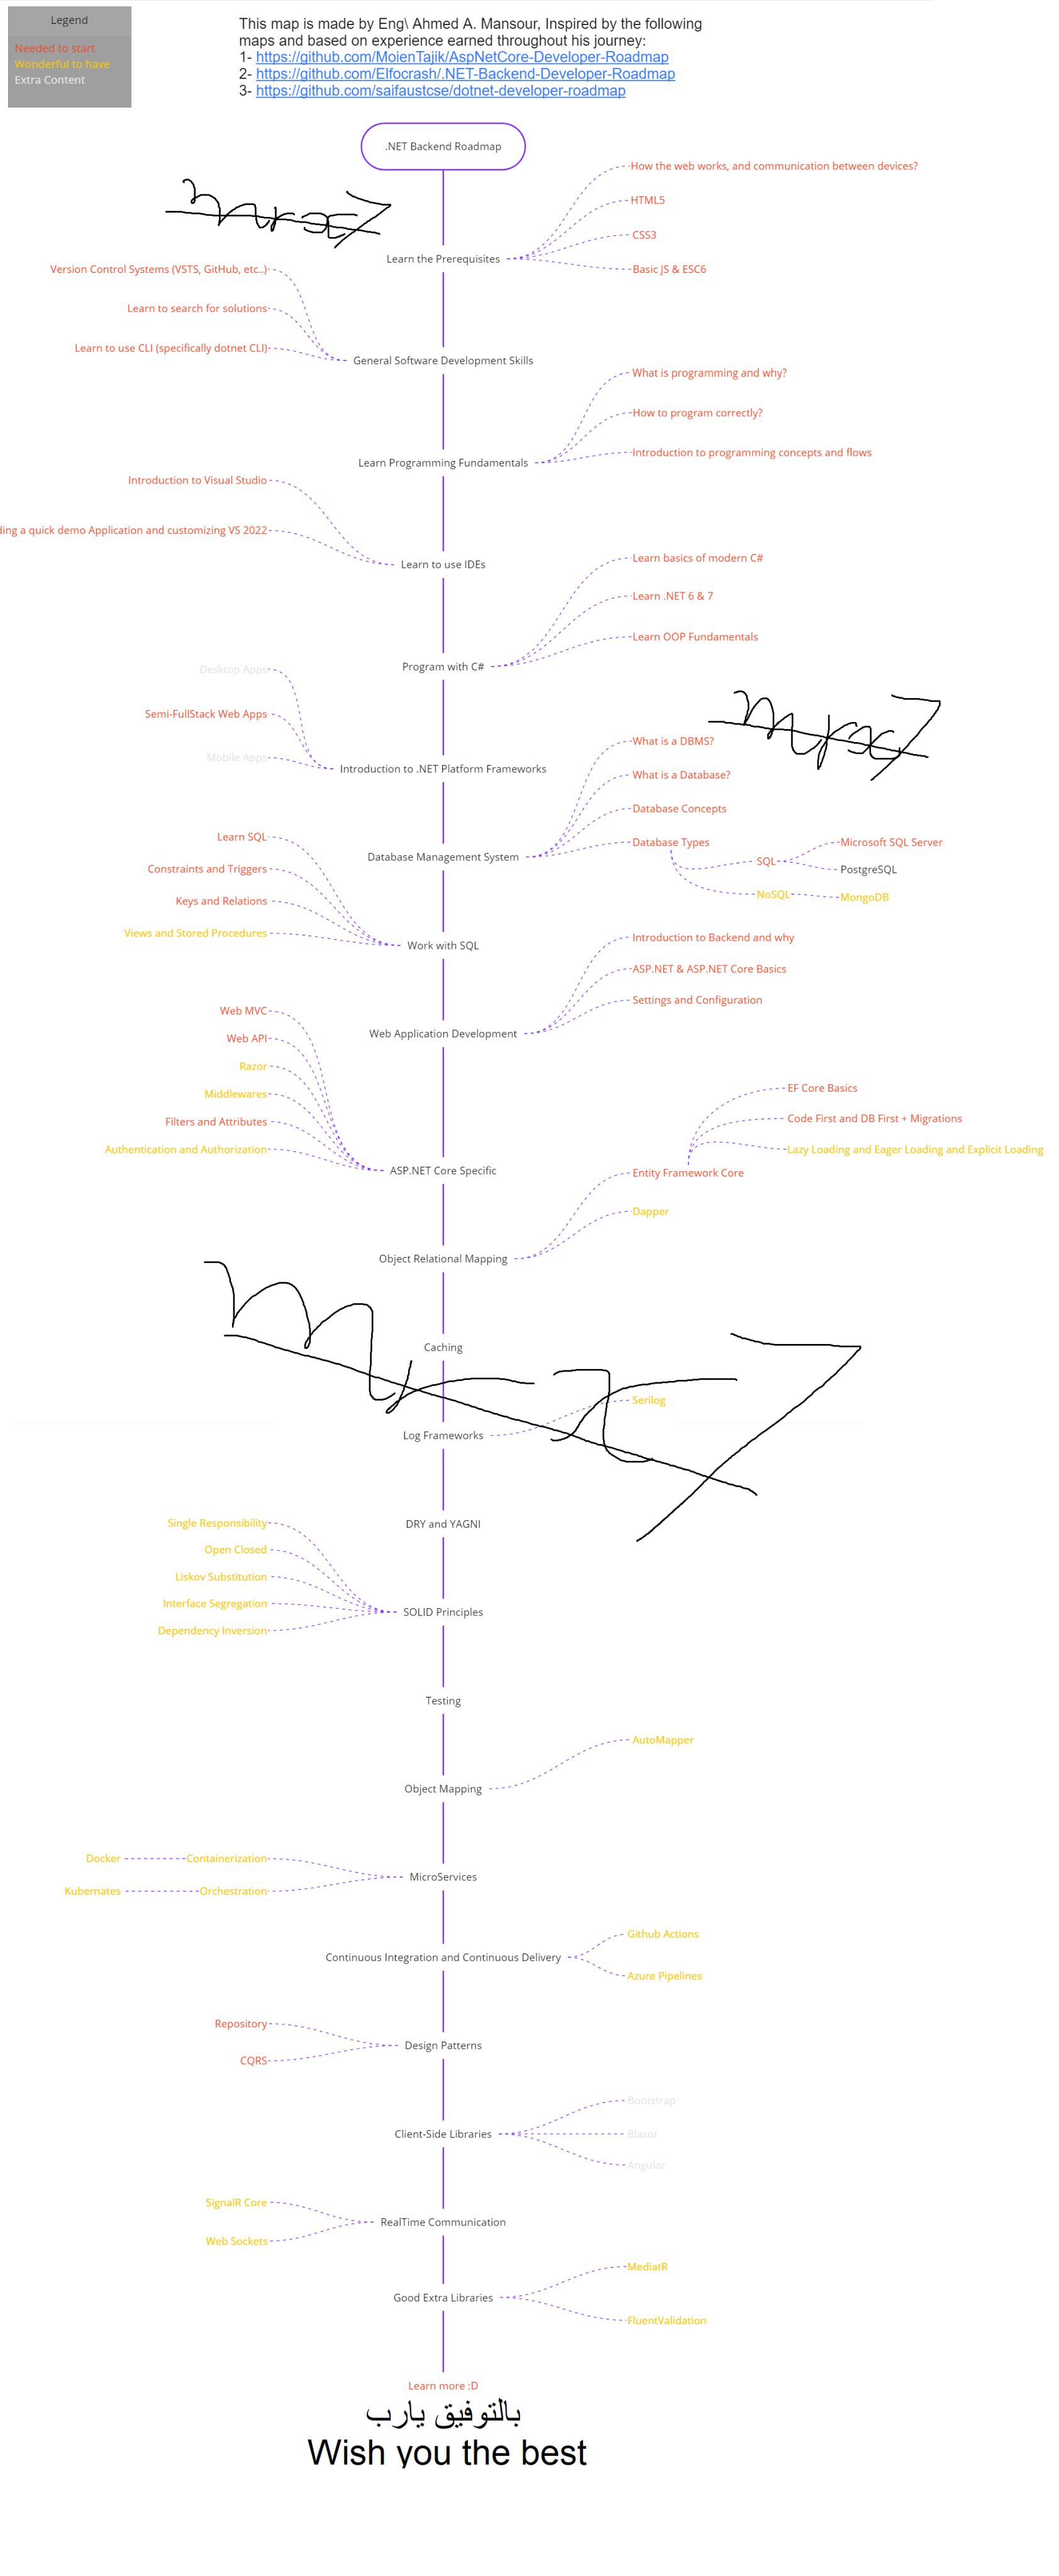 Legend
Needed to start
Wonderful to have
Extra Content
This map is made by Eng\ Ahmed A. Mansour, Inspired by the following
maps and based on experience earned throughout his journey:
1- https://github.com/MoienTajik/AspNetCore-Developer-Roadmap
2- https://github.com/Elfocrash/.NET-Backend-Developer-Roadmap
3- https://github.com/saifaustcse/dotnet-developer-roadmap
.NET Backend Roadmap
How the web works, and communication between devices?
HTML5
CSS3
Basic JS & ESC6
Learn the Prerequisites
Version Control Systems (VSTS, GitHub, etc..)
Learn to search for solutions
Learn to use CLI (specifically dotnet CLI)
General Software Development Skills
What is programming and why?
How to program correctly?
Introduction to programming concepts and flows
Learn Programming Fundamentals
Introduction to Visual Studio
a quick demo Application and customizing VS 2022
Learn to use IDEs
Learn basics of modern C#
Learn .NET 6 & 7
Learn OOP Fundamentals
Program with C#
Desktop Apps
Semi-FullStack Web Apps
Mobile Apps
Introduction to .NET Platform Frameworks
What is a DBMS?
What is a Database?
Database Concepts
Database Types
SQL
Microsoft SQL Server
PostgreSQL
NoSQL
MongoDB
Database Management System
Learn SQL
Constraints and Triggers
Keys and Relations
Views and Stored Procedures
Work with SQL
Introduction to Backend and why
ASP.NET & ASP.NET Core Basics
Settings and Configuration
Web Application Development
Web MVC
Web API
Razor
Middlewares
Filters and Attributes
Authentication and Authorization
ASP.NET Core Specific
EF Core Basics
Code First and DB First + Migrations
Lazy Loading and Eager Loading and Explicit Loading
Entity Framework Core
Dapper
Object Relational Mapping
Caching
Serilog
Log Frameworks
DRY and YAGNI
Single Responsibility
Open Closed
Liskov Substitution
Interface Segregation
Dependency Inversion
SOLID Principles
Testing
AutoMapper
Object Mapping
Docker
Containerization
Kubernates
Orchestration
MicroServices
Continuous Integration and Continuous Delivery
Github Actions
Azure Pipelines
Repository
CQRS
Design Patterns
Bootstrap
Blazor
Angular
Client-Side Libraries
SignalR Core
Web Sockets
RealTime Communication
MediatR
FluentValidation
Good Extra Libraries
Learn more :D
بالتوفيق يارب
Wish you the best